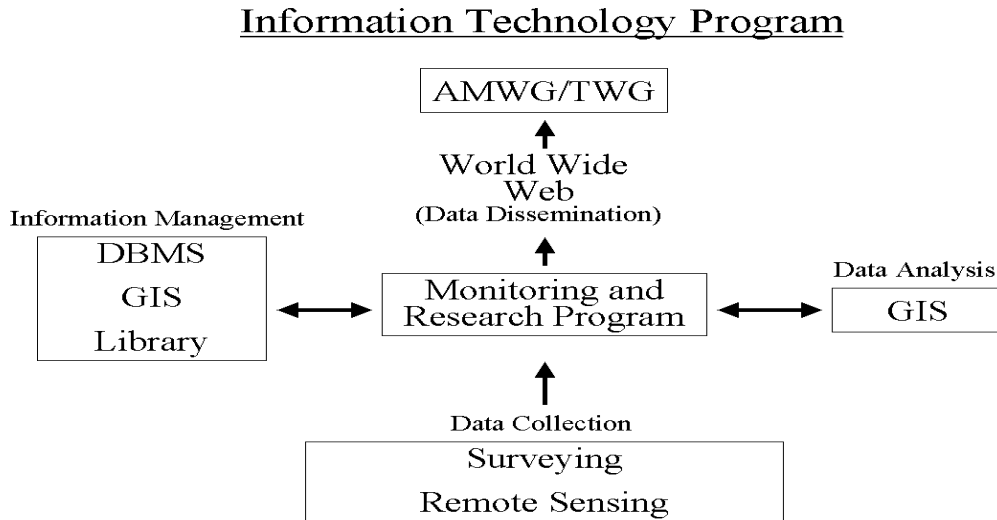 Information Technology Program
AMWG/TWG
World Wide
Web
(Data Dissemination)
Information Management
DBMS
GIS
Library
Monitoring and
Research Program
Data Analysis
GIS
Data Collection
Surveying
Remote Sensing